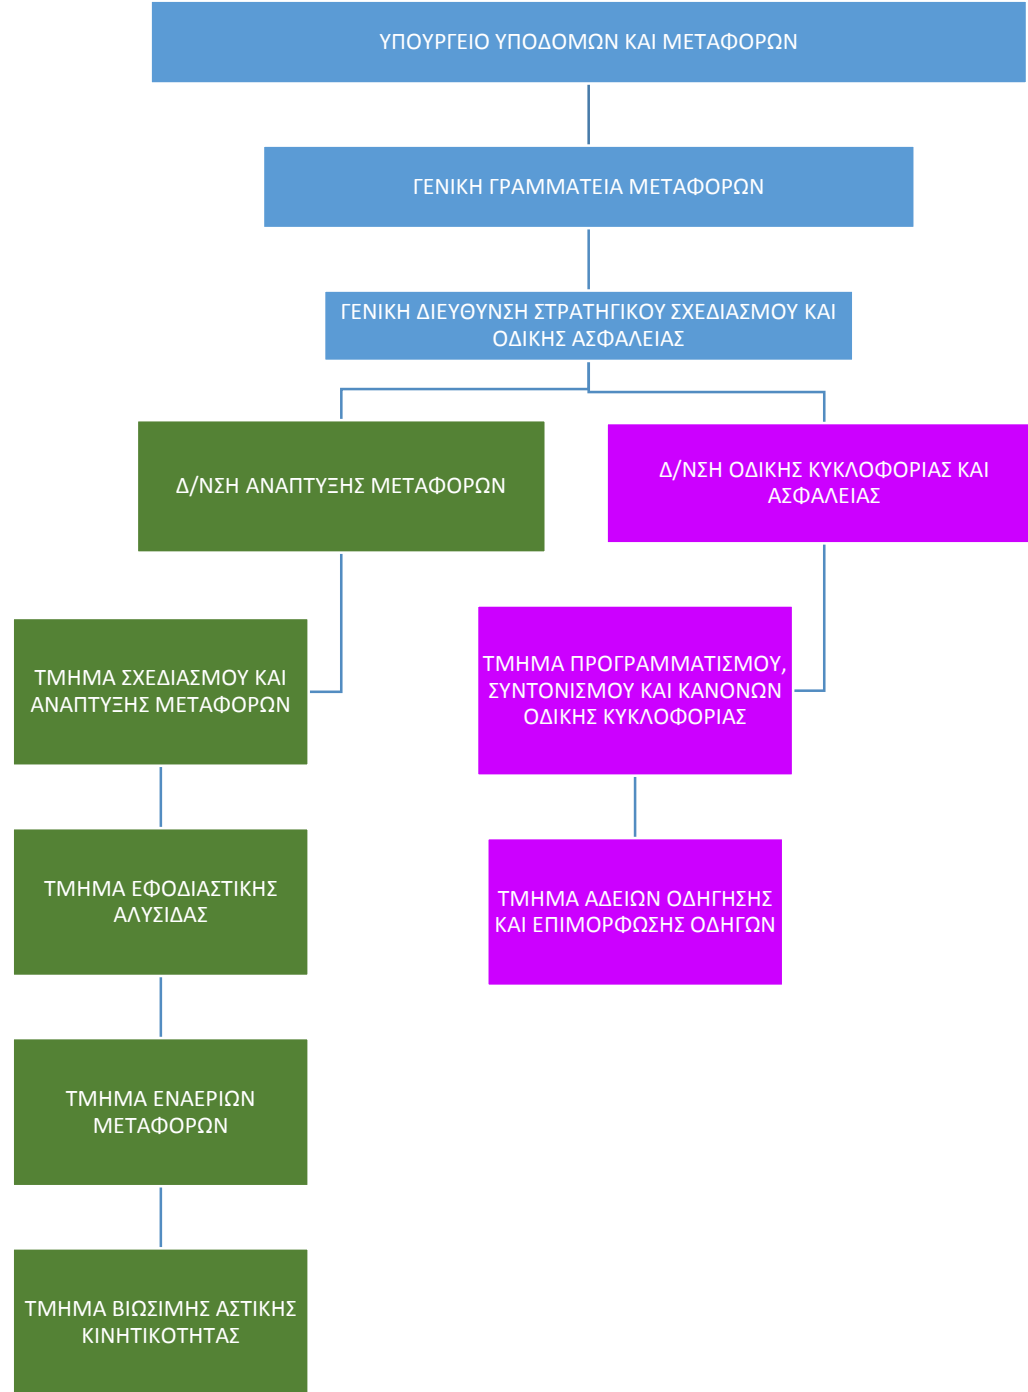 ΥΠΟΥΡΓΕΙΟ ΥΠΟΔΟΜΩΝ ΚΑΙ ΜΕΤΑΦΟΡΩΝ
ΓΕΝΙΚΗ ΓΡΑΜΜΑΤΕΙΑ ΜΕΤΑΦΟΡΩΝ
ΓΕΝΙΚΗ ΔΙΕΥΘΥΝΣΗ ΣΤΡΑΤΗΓΙΚΟΥ ΣΧΕΔΙΑΣΜΟΥ ΚΑΙ
ΟΔΙΚΗΣ ΑΣΦΑΛΕΙΑΣ
Δ/ΝΣΗ ΑΝΑΠΤΥΞΗΣ ΜΕΤΑΦΟΡΩΝ
Δ/ΝΣΗ ΟΔΙΚΗΣ ΚΥΚΛΟΦΟΡΙΑΣ ΚΑΙ
ΑΣΦΑΛΕΙΑΣ
ΤΜΗΜΑ ΣΧΕΔΙΑΣΜΟΥ ΚΑΙ
ΑΝΑΠΤΥΞΗΣ ΜΕΤΑΦΟΡΩΝ
ΤΜΗΜΑ ΠΡΟΓΡΑΜΜΑΤΙΣΜΟΥ,
ΣΥΝΤΟΝΙΣΜΟΥ ΚΑΙ ΚΑΝΟΝΩΝ
ΟΔΙΚΗΣ ΚΥΚΛΟΦΟΡΙΑΣ
ΤΜΗΜΑ ΕΦΟΔΙΑΣΤΙΚΗΣ
ΑΛΥΣΙΔΑΣ
ΤΜΗΜΑ ΑΔΕΙΩΝ ΟΔΗΓΗΣΗΣ
ΚΑΙ ΕΠΙΜΟΡΦΩΣΗΣ ΟΔΗΓΩΝ
ΤΜΗΜΑ ΕΝΑΕΡΙΩΝ
ΜΕΤΑΦΟΡΩΝ
ΤΜΗΜΑ ΒΙΩΣΙΜΗΣ ΑΣΤΙΚΗΣ
ΚΙΝΗΤΙΚΟΤΗΤΑΣ